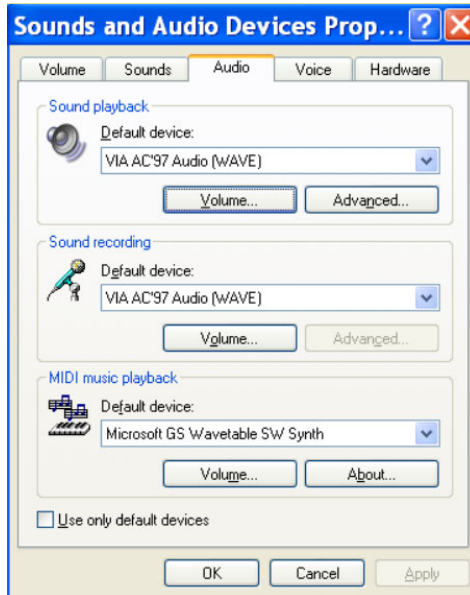 Sounds and Audio Devices Prop...
Volume Sounds Audio Voice Hardware
Sound playback
Default device:
VIA AC'97 Audio (WAVE)
Volume... Advanced...
Sound recording
Default device:
VIA AC'97 Audio (WAVE)
Volume... Advanced...
MIDI music playback
Default device:
Microsoft GS Wavetable SW Synth
Volume... About...
Use only default devices
OK Cancel Apply